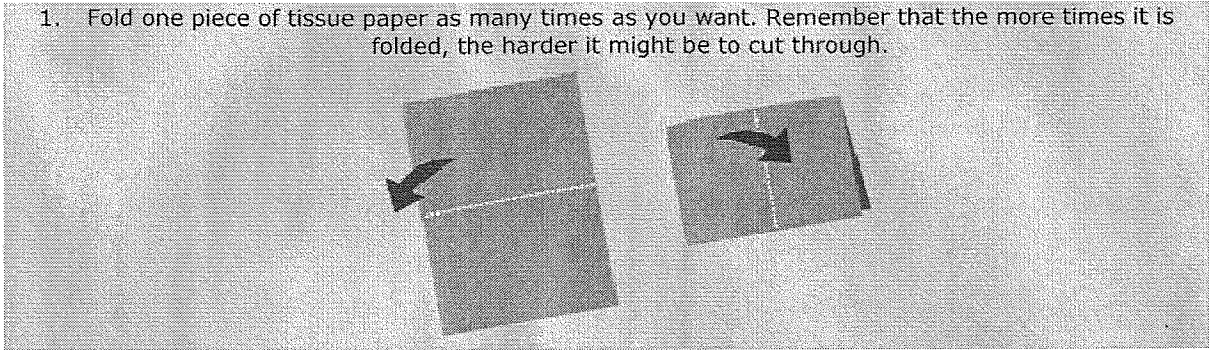 1. Fold one piece of tissue paper as many times as you want. Remember that the more times it is
folded, the harder it might be to cut through.